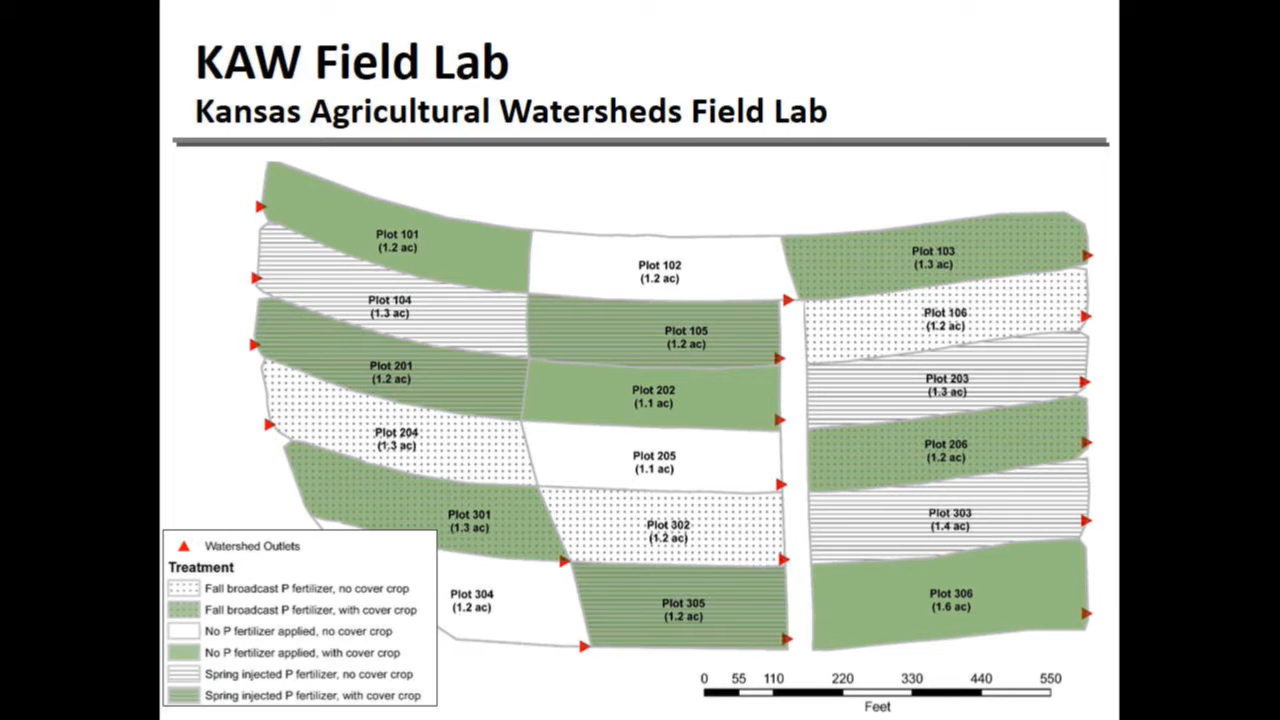 KAW Field Lab
Kansas Agricultural Watersheds Field Lab
Plot 101
(1.2 ac)
Plot 102
(1.2 ac)
Plot 103
(1.3 ac)
Plot 104
(1.3 ac)
Plot 105
(1.2 ac)
Plot 106
(1.2 ac)
Plot 201
(1.2 ac)
Plot 202
(1.1 ac)
Plot 203
(1.3 ac)
Plot 204
(1.3 ac)
Plot 205
(1.1 ac)
Plot 206
(1.2 ac)
Plot 301
(1.3 ac)
Plot 302
(1.2 ac)
Plot 303
(1.4 ac)
Plot 304
(1.2 ac)
Plot 305
(1.2 ac)
Plot 306
(1.6 ac)
Watershed Outlets
Treatment
Fall broadcast P fertilizer, no cover crop
Fall broadcast P fertilizer, with cover crop
No P fertilizer applied, no cover crop
No P fertilizer applied, with cover crop
Spring injected P fertilizer, no cover crop
Spring injected P fertilizer, with cover crop
0 55 110 220 330 440 550
Feet